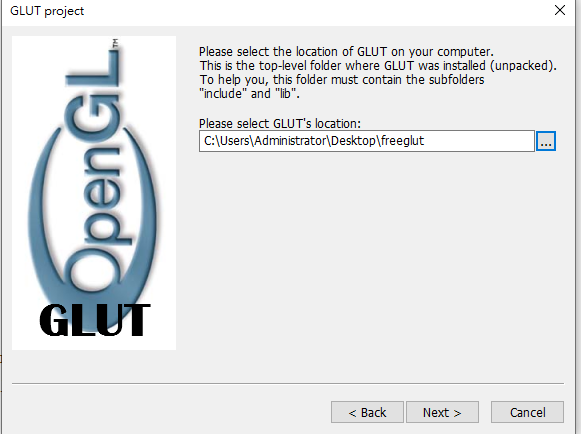 GLUT project
OpenGL™
GLUT
Please select the location of GLUT on your computer.
This is the top-level folder where GLUT was installed (unpacked).
To help you, this folder must contain the subfolders
"include" and "lib".
Please select GLUT's location:
C:\Users\Administrator\Desktop\freeglut
...
< Back
Next >
Cancel